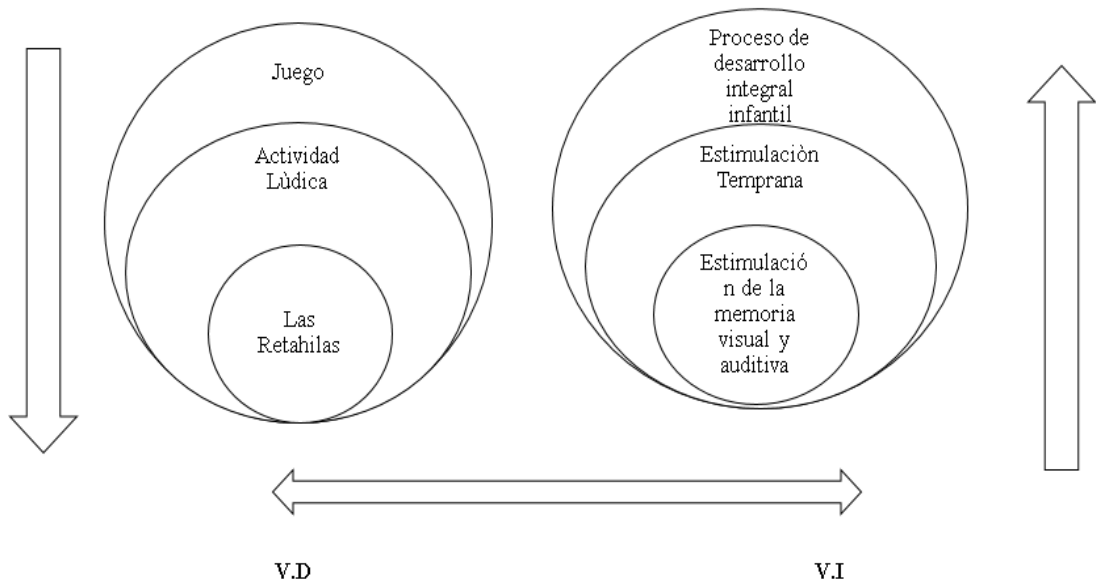 Juego
Actividad
Lùdica
Las
Retahilas
Proceso de
desarrollo
integral
infantil
Estimulaciòn
Temprana
Estimulació
n de la
memoria
visual y
auditiva
V.D
V.I